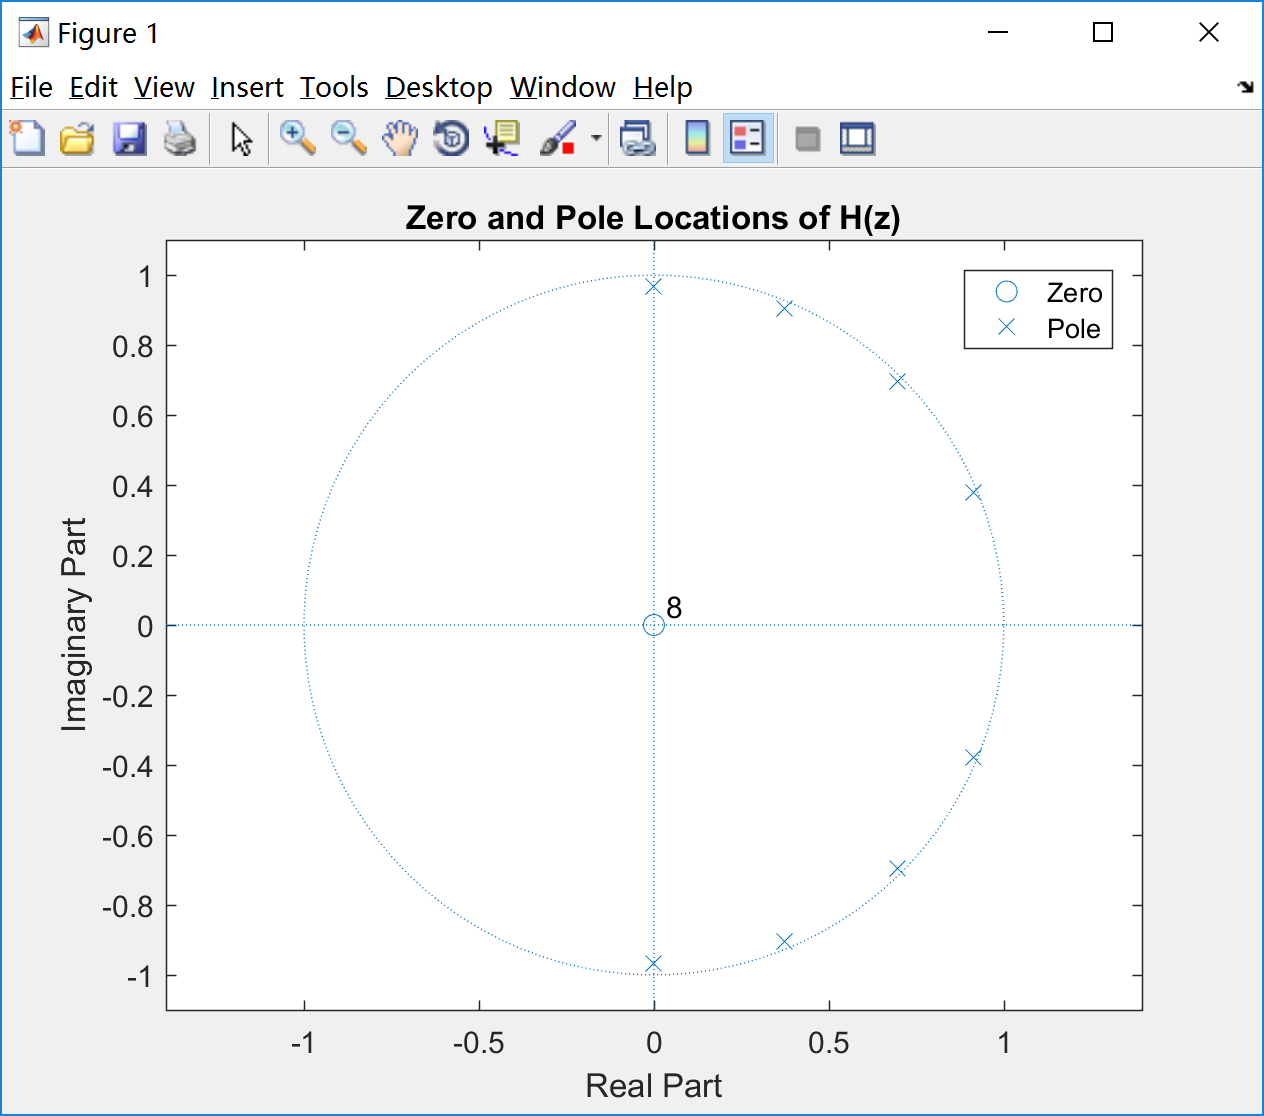 Figure 1
File Edit View Insert Tools Desktop Window Help
Zero and Pole Locations of H(z)
Zero
Pole
1
0.8
0.6
0.4
0.2
0
-0.2
-0.4
-0.6
-0.8
-1
8
Imaginary Part
-1 -0.5 0 0.5 1
Real Part